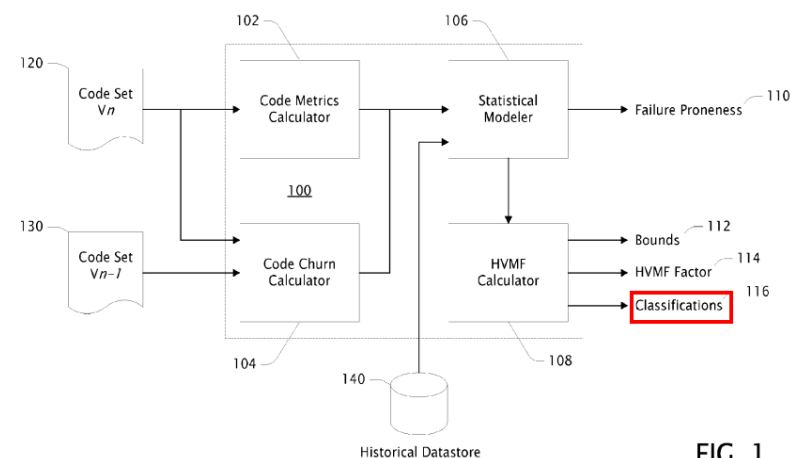 102
106
120
Code Set
Vn
Code Metrics
Calculator
Statistical
Modeler
Failure Proneness
110
100
130
Code Set
Vn-1
Code Churn
Calculator
HVMF
Calculator
Bounds
112
HVMF Factor
114
Classifications
116
104
108
140
Historical Datastore
FIG. 1